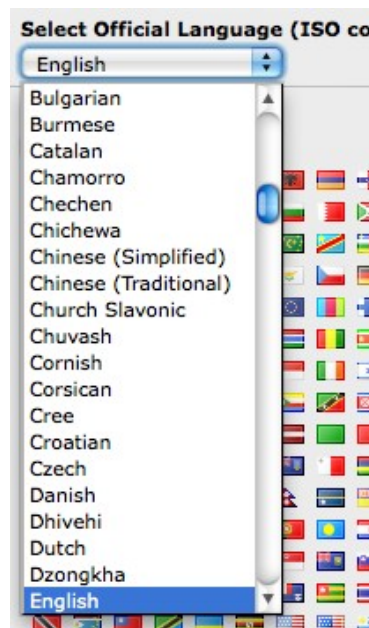 Select Official Language (ISO co
English
Bulgarian
Burmese
Catalan
Chamorro
Chechen
Chichewa
Chinese (Simplified)
Chinese (Traditional)
Church Slavonic
Chuvash
Cornish
Corsican
Cree
Croatian
Czech
Danish
Dhivehi
Dutch
Dzongkha
English